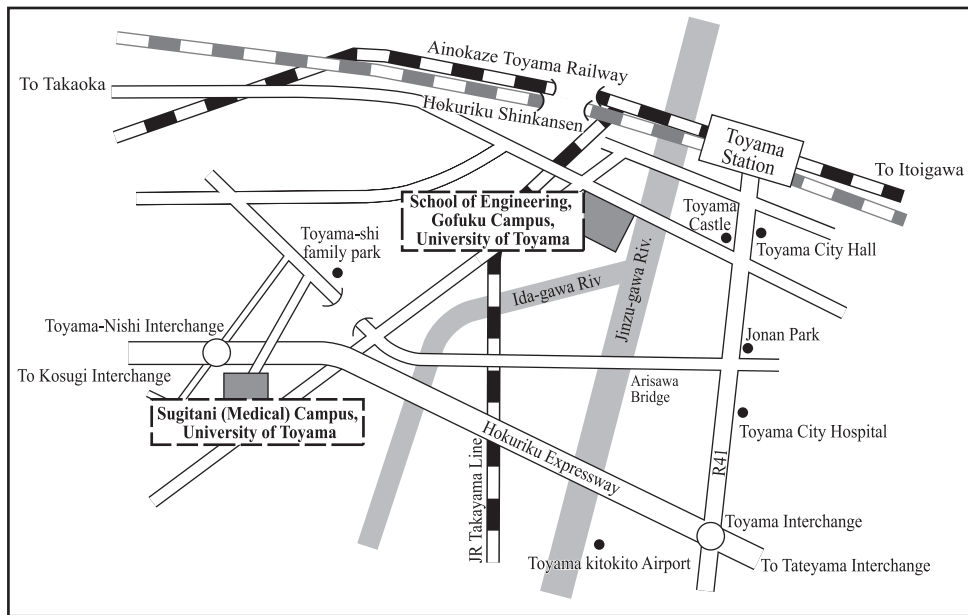 Ainokaze Toyama Railway
To Takaoka
Hokuriku Shinkansen
Toyama
Station
To Itoigawa
School of Engineering,
Gofuku Campus,
University of Toyama
Toyama
Castle
Toyama City Hall
Toyama-shi
family park
Ida-gawa Riv
Jinzu-gawa Riv.
Toyama-Nishi Interchange
To Kosugi Interchange
Jonan Park
Arisawa
Bridge
Sugitani (Medical) Campus,
University of Toyama
Toyama City Hospital
Hokuriku Expressway
JR Takayama Line
R41
Toyama Interchange
Toyama kitokito Airport
To Tateyama Interchange